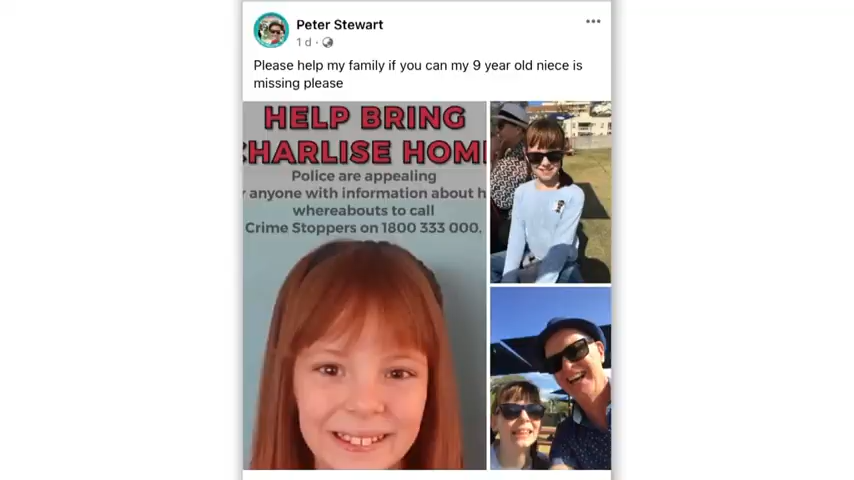 Peter Stewart
1 d ·
Please help my family if you can my 9 year old niece is
missing please
HELP BRING
CHARLISE HOME
Police are appealing
anyone with information about h
whereabouts to call
Crime Stoppers on 1800 333 000.